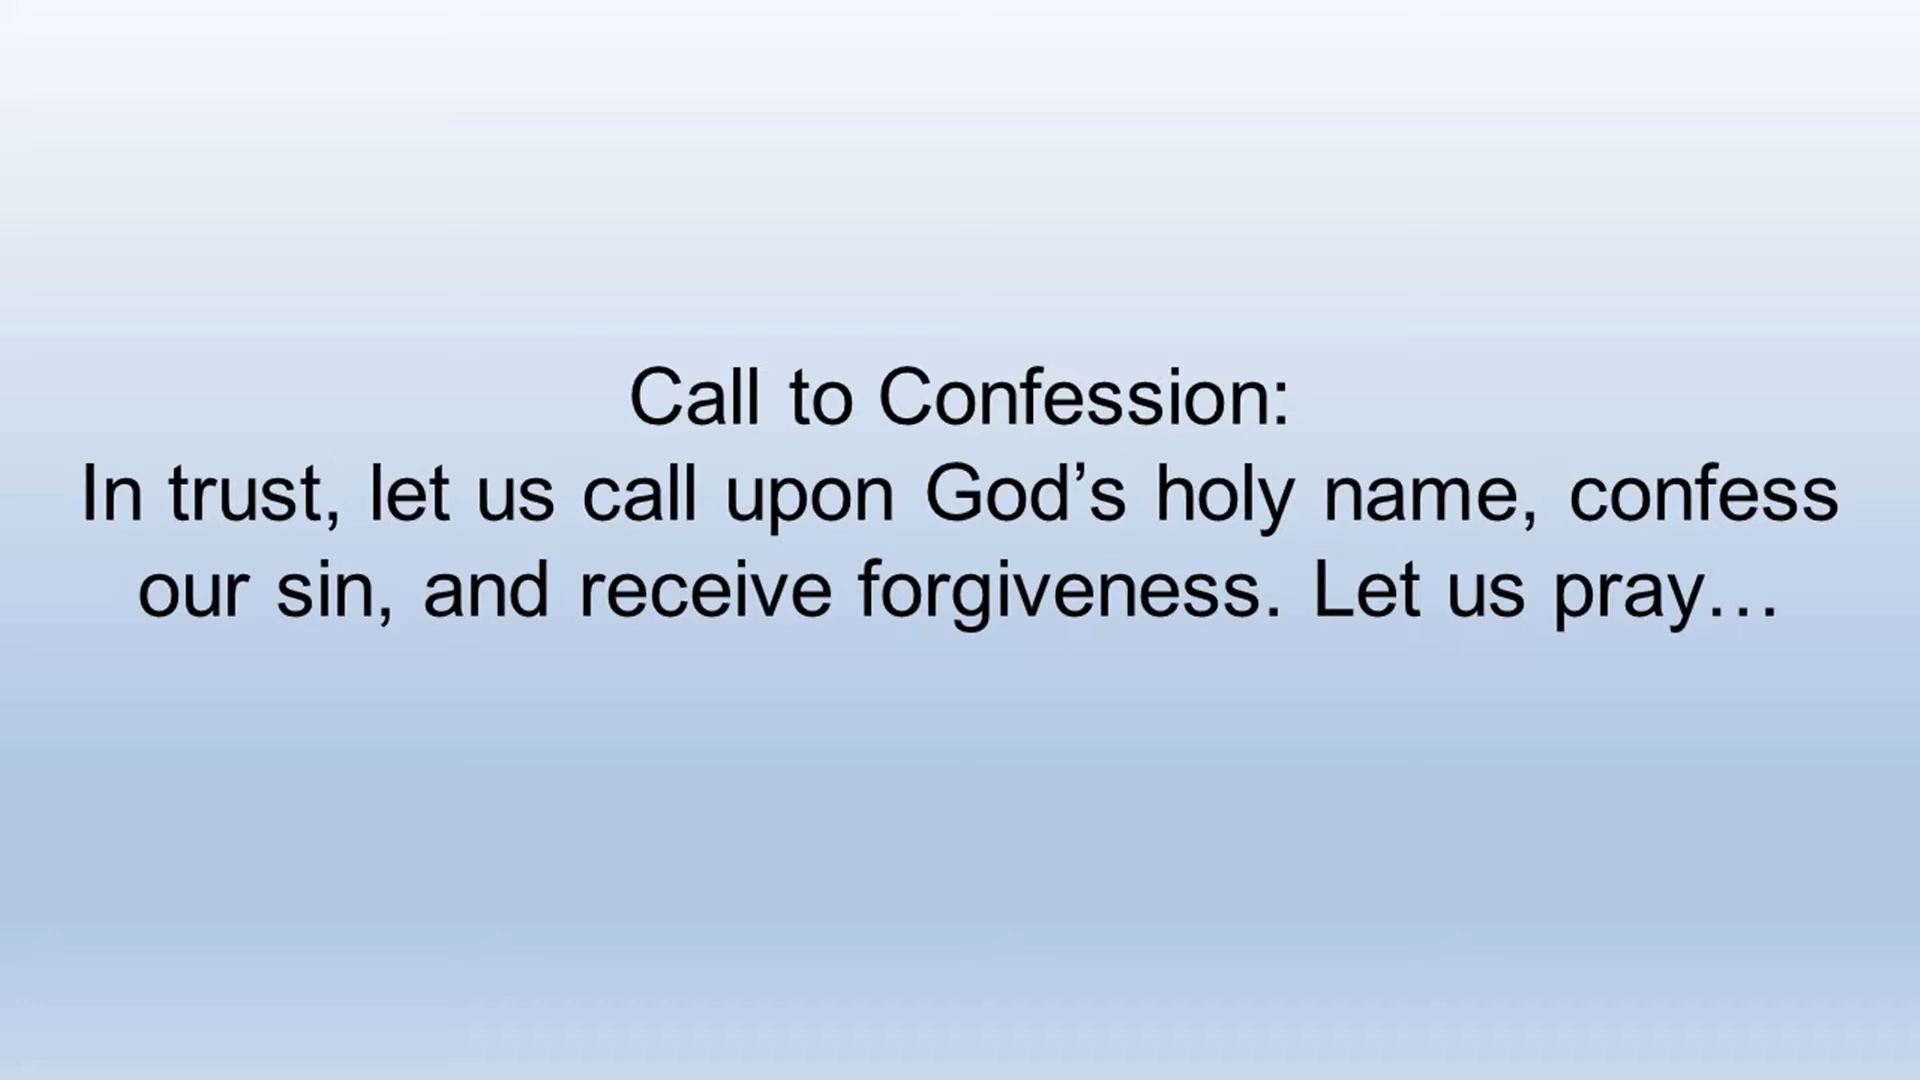 Call to Confession:
In trust, let us call upon God’s holy name, confess
our sin, and receive forgiveness. Let us pray…